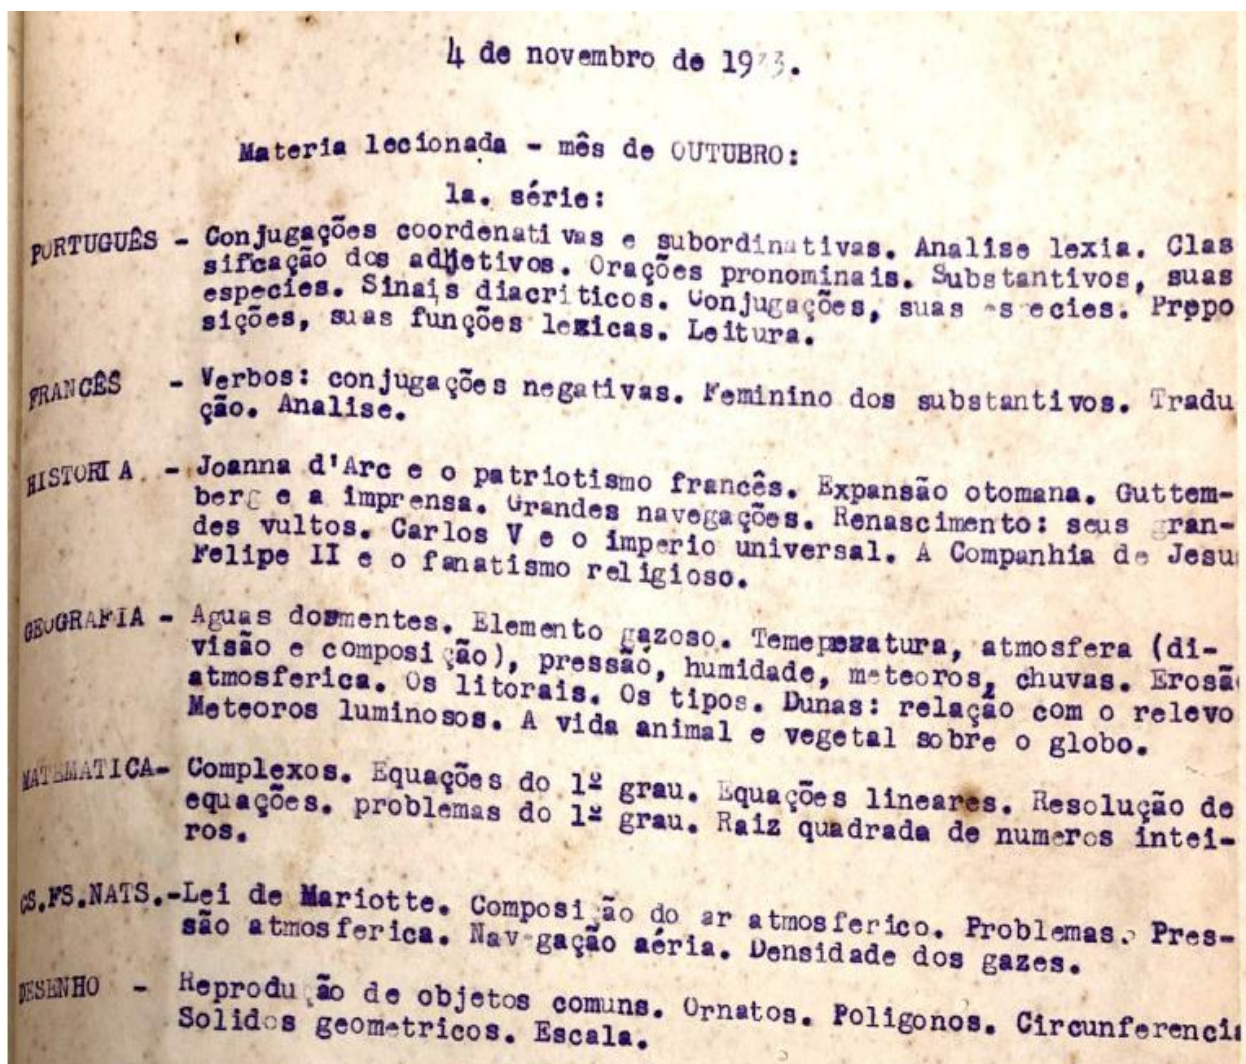 4 de novembro de 1933.
Materia lecionada - mês de OUTUBRO:
1a. série:
PORTUGUÊS - Conjugações coordenativas e subordinativas. Analise lexia. Clas
sifcação dos adjetivos. Orações pronominais. Substantivos, suas
especies. Sinais diacriticos. Conjugações, suas especies. Prepo
sições, suas funções lexicas. Leitura.
FRANCÊS - Verbos: conjugações negativas. Feminino dos substantivos. Tradu
ção. Analise.
HISTORIA - Joanna d'Arc e o patriotismo francês. Expansão otomana. Guttem-
berg e a imprensa. Grandes navegações. Renascimento: seus gran-
des vultos. Carlos V e o imperio universal. A Companhia de Jesu
Felipe II e o fanatismo religioso.
GEOGRAFIA - Aguas dormentes. Elemento gazoso. Temeperatura, atmosfera (di-
visão e composição), pressão, humidade, meteoros, chuvas. Erosã
atmosferica. Os litorais. Os tipos. Dunas: relação com o relevo
Meteoros luminosos. A vida animal e vegetal sobre o globo.
MATEMATICA- Complexos. Equações do 1º grau. Equações lineares. Resolução de
equações. problemas do 1º grau. Raiz quadrada de numeros intei-
ros.
CS.FS.NATS.-Lei de Mariotte. Composição do ar atmosferico. Problemas. Pres-
são atmosferica. Navegação aéria. Densidade dos gazes.
DESENHO - Reprodução de objetos comuns. Ornatos. Poligonos. Circunferencia
Solidos geometricos. Escala.